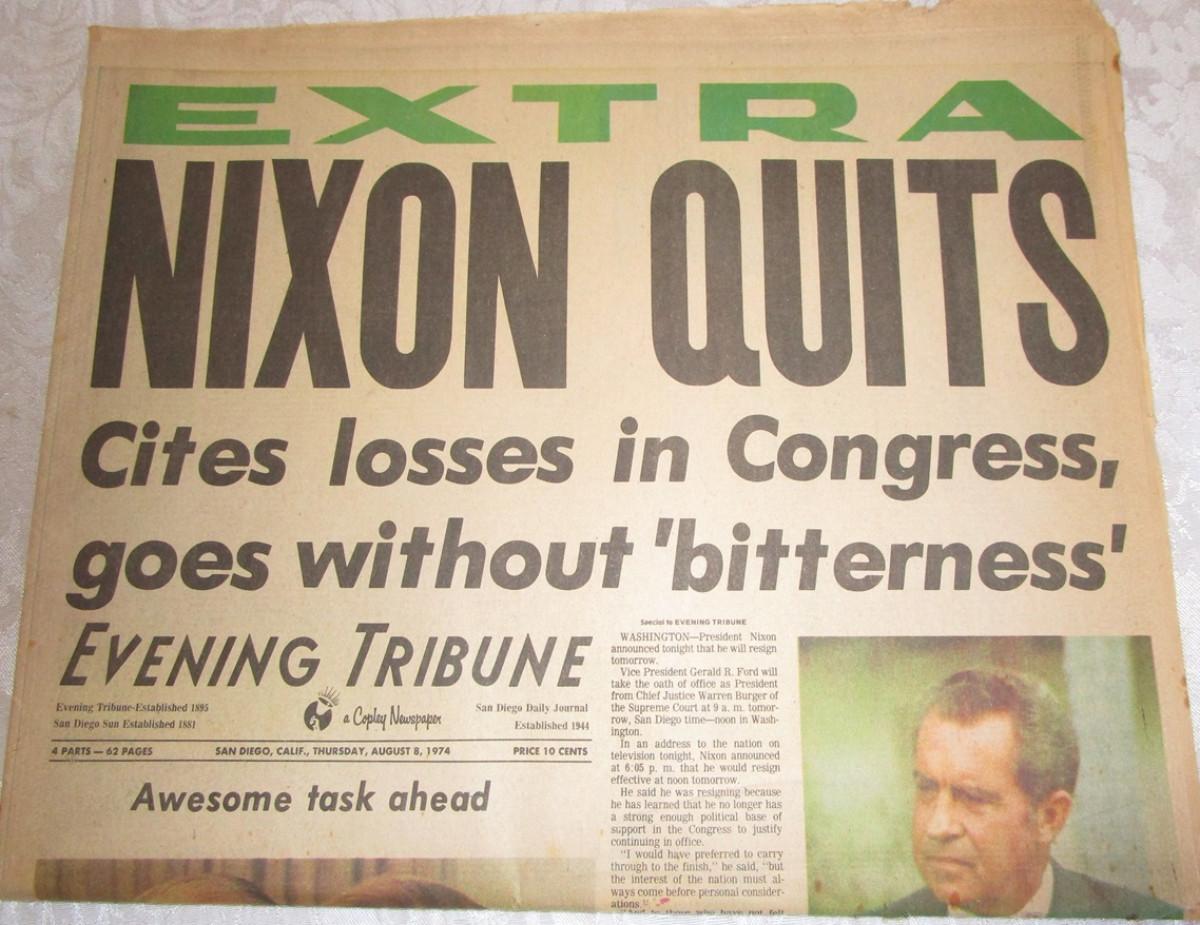 EXTRA
NIXON QUITS
Cites losses in Congress,
goes without 'bitterness'
EVENING TRIBUNE
Evening Tribune-Established 1895
San Diego Sun Established 1881
a Copley Newspaper
San Diego Daily Journal
Established 1944
4 PARTS — 62 PAGES SAN DIEGO, CALIF., THURSDAY, AUGUST 8, 1974 PRICE 10 CENTS
Awesome task ahead
Special to EVENING TRIBUNE
WASHINGTON—President Nixon
announced tonight that he will resign
tomorrow.
Vice President Gerald R. Ford will
take the oath of office as President
from Chief Justice Warren Burger of
the Supreme Court at 9 a. m. tomor-
row, San Diego time—noon in Wash-
ington.
In an address to the nation on
television tonight, Nixon announced
at 6:05 p. m. that he would resign
effective at noon tomorrow.
He said he was resigning because
he has learned that he no longer has
a strong enough political base of
support in the Congress to justify
continuing in office.
"I would have preferred to carry
through to the finish," he said, "but
the interest of the nation must al-
ways come before personal consider-
ations."
"And to those who have not felt